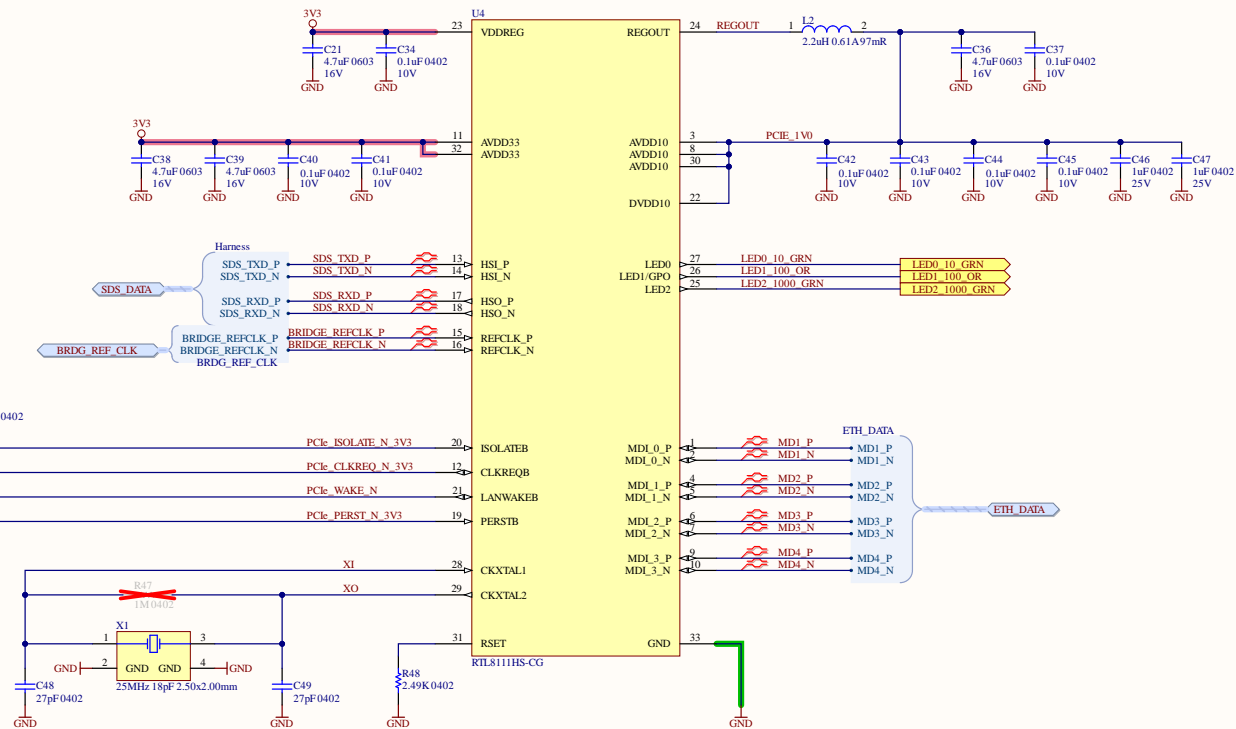 U4
3V3
23 VDDREG
REGOUT 24 REGOUT 1 L2 2
2.2uH 0.61A 97mR
C21
4.7uF 0603
16V
GND
C34
0.1uF 0402
10V
GND
C36
4.7uF 0603
16V
GND
C37
0.1uF 0402
10V
GND
3V3
11 AVDD33
32 AVDD33
AVDD10 3 PCIE_1V0
AVDD10 8
AVDD10 30
DVDD10 22
C38
4.7uF 0603
16V
GND
C39
4.7uF 0603
16V
GND
C40
0.1uF 0402
10V
GND
C41
0.1uF 0402
10V
GND
C42
0.1uF 0402
10V
GND
C43
0.1uF 0402
10V
GND
C44
0.1uF 0402
10V
GND
C45
0.1uF 0402
10V
GND
C46
1uF 0402
25V
GND
C47
1uF 0402
25V
GND
Harness
SDS_DATA
SDS_TXD_P SDS_TXD_P 13 HSI_P
SDS_TXD_N SDS_TXD_N 14 HSI_N
SDS_RXD_P SDS_RXD_P 17 HSO_P
SDS_RXD_N SDS_RXD_N 18 HSO_N
BRDG_REF_CLK
BRIDGE_REFCLK_P BRIDGE_REFCLK_P 15 REFCLK_P
BRIDGE_REFCLK_N BRIDGE_REFCLK_N 16 REFCLK_N
BRDG_REF_CLK
LED0 27 LED0_10_GRN LED0_10_GRN
LED1/GPO 26 LED1_100_OR LED1_100_OR
LED2 25 LED2_1000_GRN LED2_1000_GRN
0402
PCIe_ISOLATE_N_3V3 20 ISOLATEB
PCIe_CLKREQ_N_3V3 12 CLKREQB
PCIe_WAKE_N 21 LANWAKEB
PCIe_PERST_N_3V3 19 PERSTB
ETH_DATA
MDI_0_P 1 MD1_P MD1_P
MDI_0_N 2 MD1_N MD1_N
MDI_1_P 4 MD2_P MD2_P
MDI_1_N 5 MD2_N MD2_N
MDI_2_P 6 MD3_P MD3_P
MDI_2_N 7 MD3_N MD3_N
MDI_3_P 9 MD4_P MD4_P
MDI_3_N 10 MD4_N MD4_N
ETH_DATA
XI 28 CKXTAL1
R47
1M 0402
XO 29 CKXTAL2
X1
1 3
GND 2 GND GND 4 GND
25MHz 18pF 2.50x2.00mm
C48
27pF 0402
GND
C49
27pF 0402
GND
31 RSET
R48
2.49K 0402
GND
GND 33
GND
RTL8111HS-CG